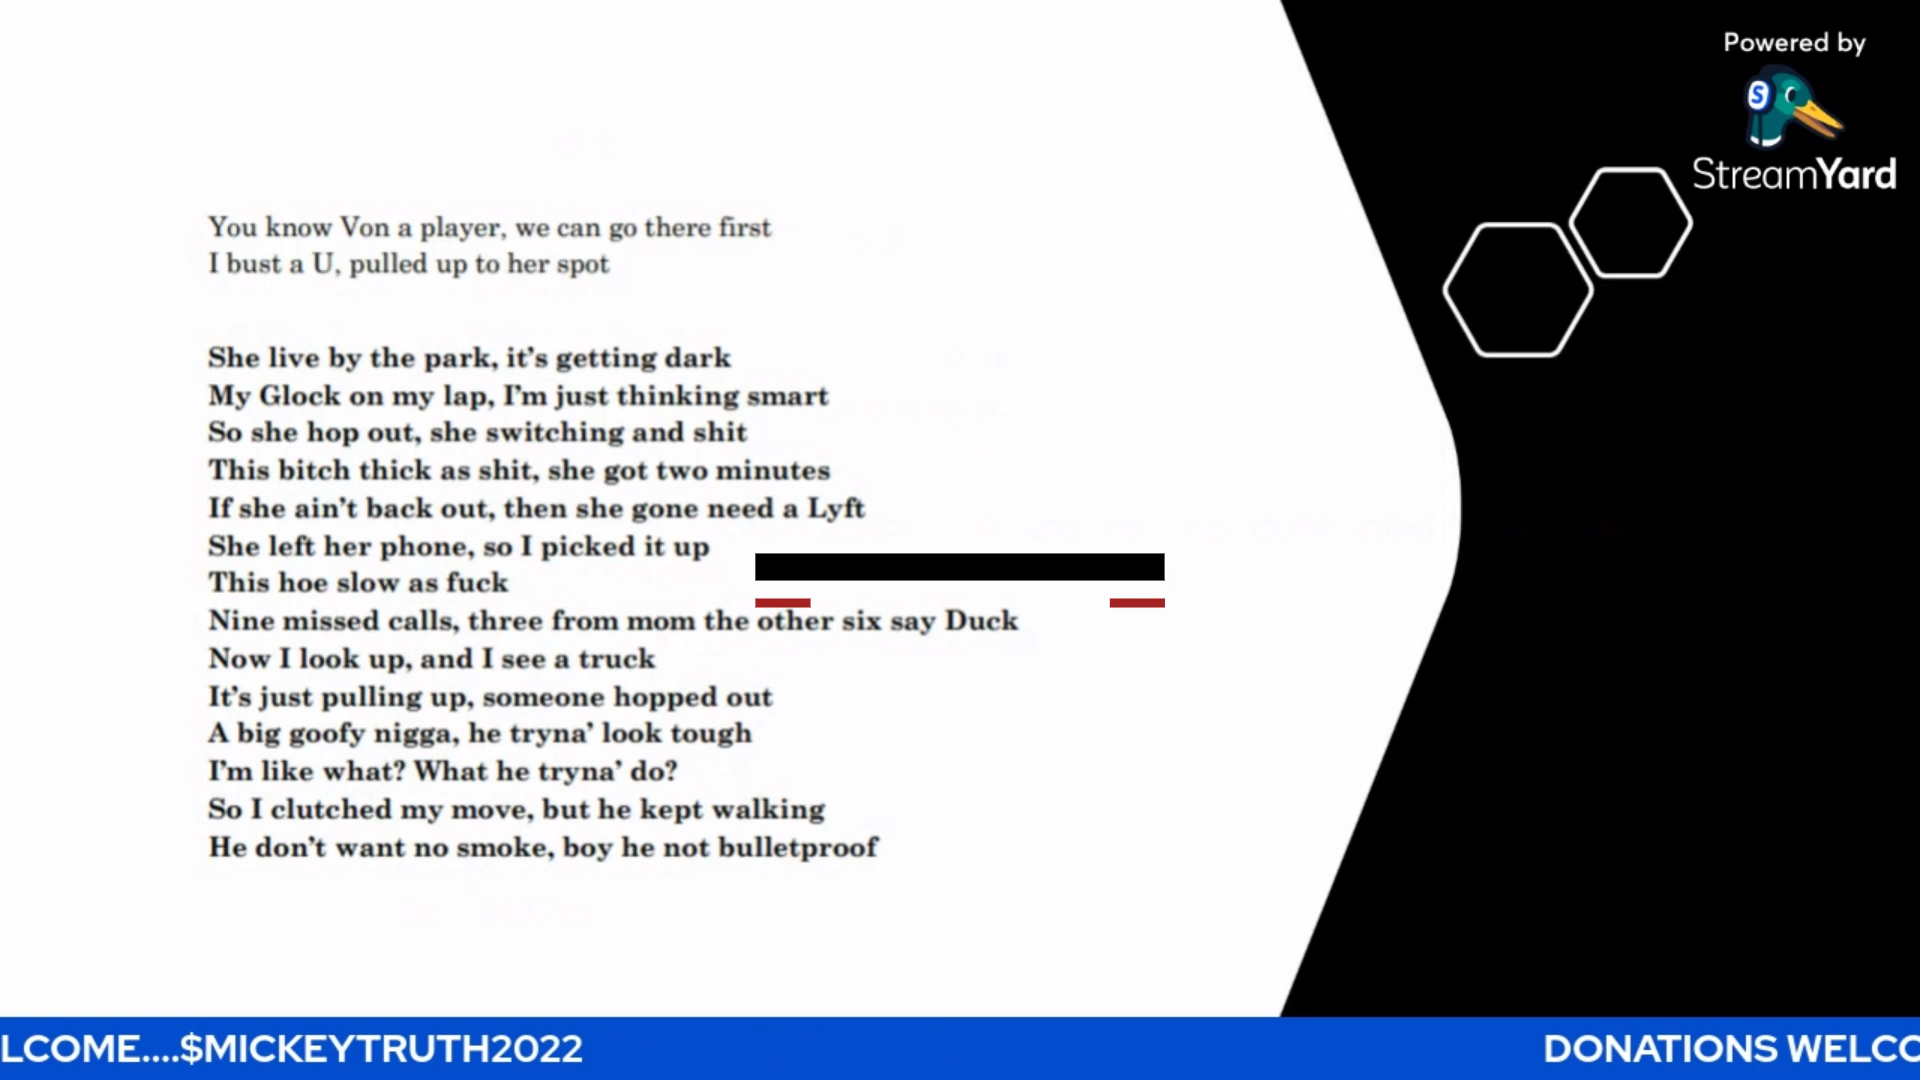 Powered by
StreamYard
You know Von a player, we can go there first
I bust a U, pulled up to her spot
She live by the park, it's getting dark
My Glock on my lap, I'm just thinking smart
So she hop out, she switching and shit
This bitch thick as shit, she got two minutes
If she ain't back out, then she gone need a Lyft
She left her phone, so I picked it up
This hoe slow as fuck
Nine missed calls, three from mom the other six say Duck
Now I look up, and I see a truck
It's just pulling up, someone hopped out
A big goofy nigga, he tryna' look tough
I'm like what? What he tryna' do?
So I clutched my move, but he kept walking
He don't want no smoke, boy he not bulletproof
LCOME....$MICKEYTRUTH2022 DONATIONS WELCO